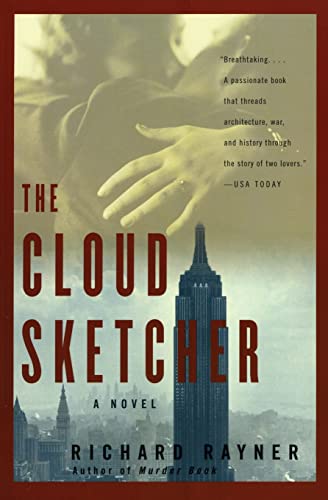 "Breathtaking. . . .
A passionate book
that threads
architecture, war,
and history through
the story of two lovers."
—USA TODAY
THE
CLOUD
SKETCHER
A NOVEL
RICHARD RAYNER
Author of Murder Book